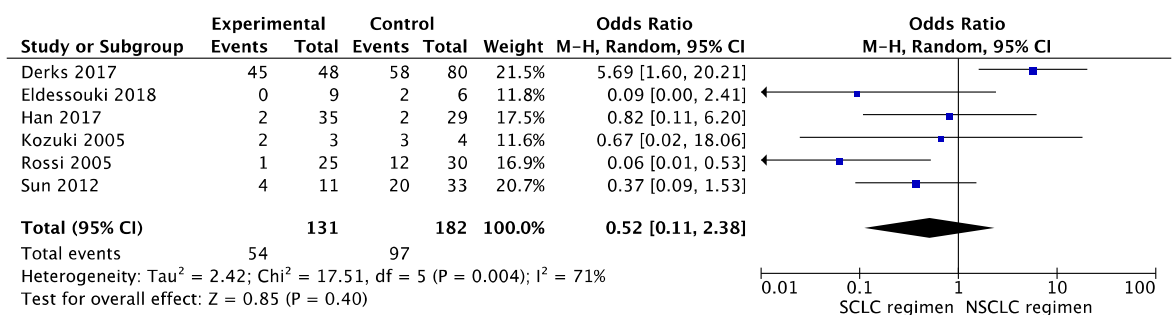 Experimental Control Odds Ratio Odds Ratio
Study or Subgroup Events Total Events Total Weight M-H, Random, 95% CI M-H, Random, 95% CI
Derks 2017 45 48 58 80 21.5% 5.69 [1.60, 20.21]
Eldessouki 2018 0 9 2 6 11.8% 0.09 [0.00, 2.41]
Han 2017 2 35 2 29 17.5% 0.82 [0.11, 6.20]
Kozuki 2005 2 3 3 4 11.6% 0.67 [0.02, 18.06]
Rossi 2005 1 25 12 30 16.9% 0.06 [0.01, 0.53]
Sun 2012 4 11 20 33 20.7% 0.37 [0.09, 1.53]
Total (95% CI) 131 182 100.0% 0.52 [0.11, 2.38]
Total events 54 97
Heterogeneity: Tau² = 2.42; Chi² = 17.51, df = 5 (P = 0.004); I² = 71%
Test for overall effect: Z = 0.85 (P = 0.40)
0.01 0.1 1 10 100
SCLC regimen NSCLC regimen